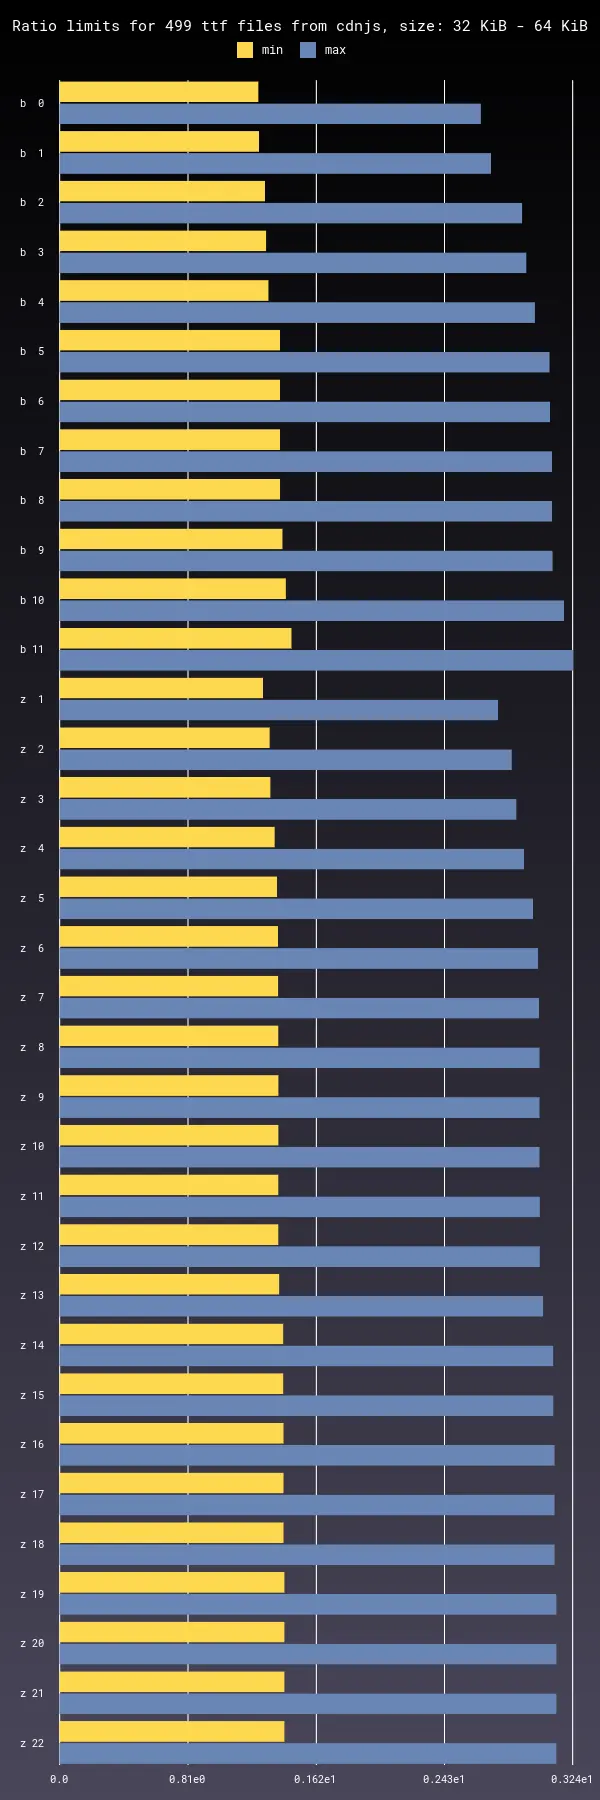 Ratio limits for 499 ttf files from cdnjs, size: 32 KiB - 64 KiB
min max
b 0
b 1
b 2
b 3
b 4
b 5
b 6
b 7
b 8
b 9
b 10
b 11
z 1
z 2
z 3
z 4
z 5
z 6
z 7
z 8
z 9
z 10
z 11
z 12
z 13
z 14
z 15
z 16
z 17
z 18
z 19
z 20
z 21
z 22
0.0 0.81e0 0.162e1 0.243e1 0.324e1